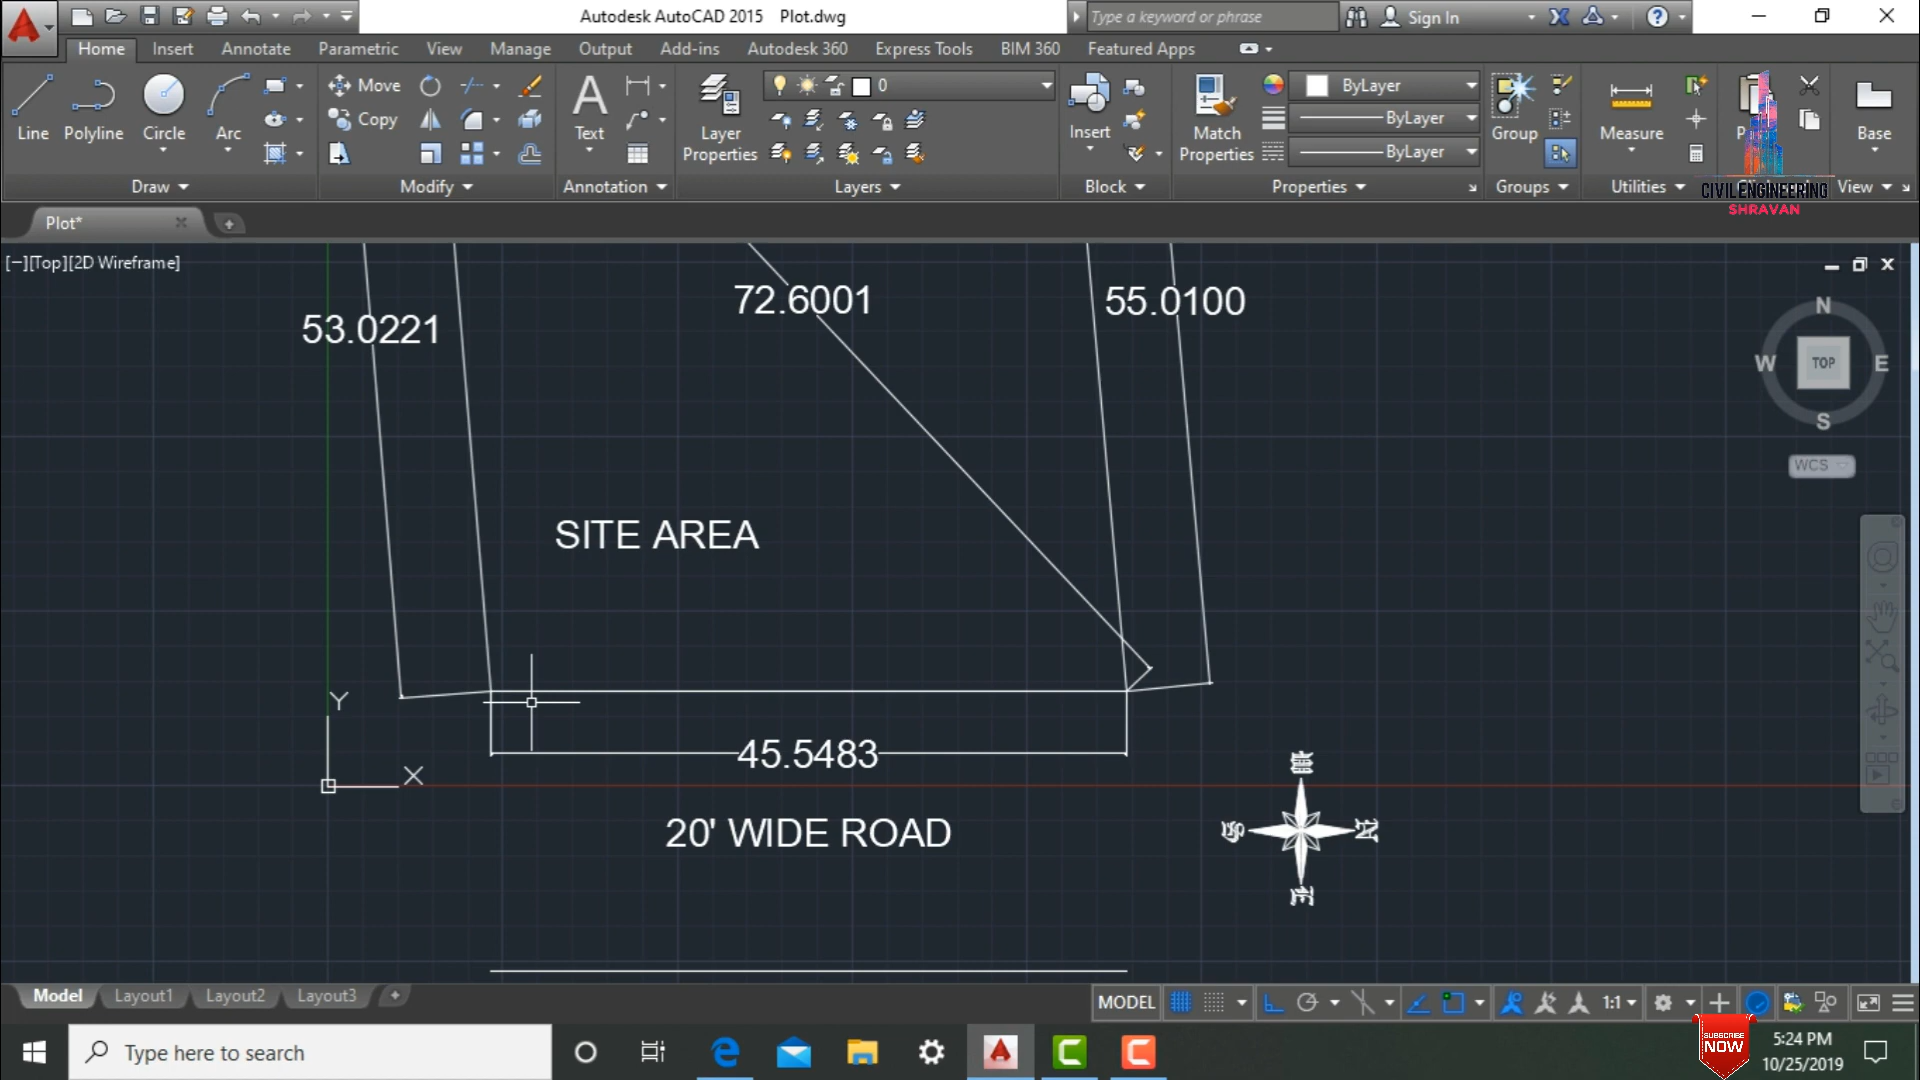 Autodesk AutoCAD 2015 Plot.dwg
Type a keyword or phrase
Sign In
Home Insert Annotate Parametric View Manage Output Add-ins Autodesk 360 Express Tools BIM 360 Featured Apps
Line
Polyline
Circle
Arc
Draw
Move
Copy
Modify
Text
Annotation
Layer
Properties
0
Layers
Insert
Block
Match
Properties
ByLayer
ByLayer
ByLayer
Properties
Group
Groups
Measure
Utilities
Base
View
CIVILENGINEERING
SHRAVAN
Plot*
[−][Top][2D Wireframe]
53.0221
72.6001
55.0100
N
W
TOP
E
S
WCS
SITE AREA
Y
X
45.5483
20' WIDE ROAD
Model Layout1 Layout2 Layout3
MODEL
1:1
Type here to search
SUBSCRIBE
NOW
5:24 PM
10/25/2019